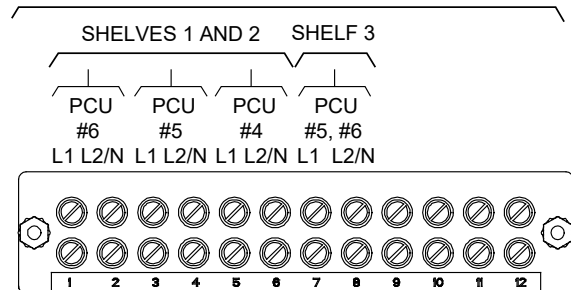 SHELVES 1 AND 2 SHELF 3
PCU PCU PCU PCU
#6 #5 #4 #5, #6
L1 L2/N L1 L2/N L1 L2/N L1 L2/N
1 2 3 4 5 6 7 8 9 10 11 12